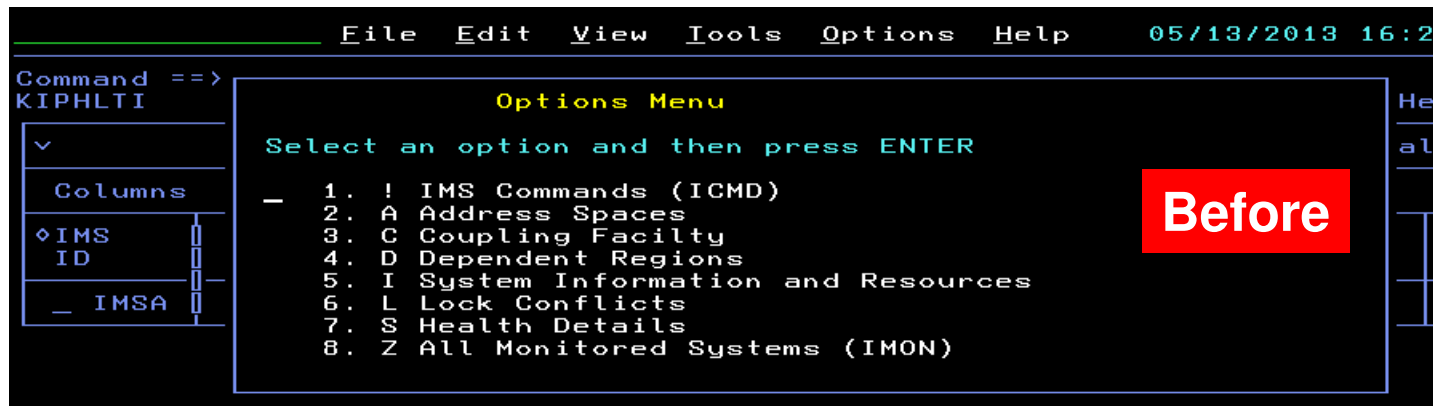 File Edit View Tools Options Help 05/13/2013 16:2
Command ==>
KIPHLTI
Options Menu
He
Select an option and then press ENTER
al
Columns
_ 1. ! IMS Commands (ICMD)
2. A Address Spaces
3. C Coupling Facilty
4. D Dependent Regions
5. I System Information and Resources
6. L Lock Conflicts
7. S Health Details
8. Z All Monitored Systems (IMON)
Before
IMS
ID
_ IMSA